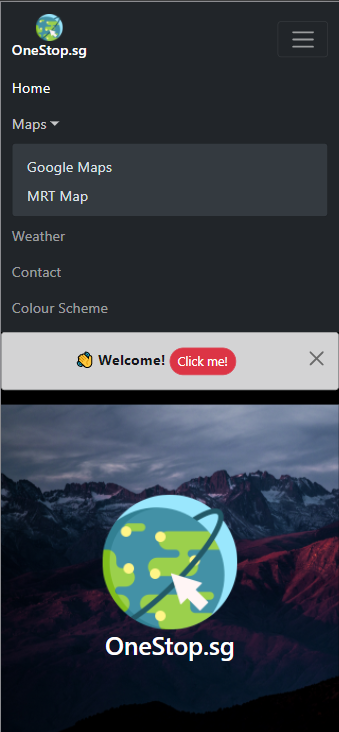 OneStop.sg
Home
Maps
Google Maps
MRT Map
Weather
Contact
Colour Scheme
👋 Welcome! Click me!
OneStop.sg